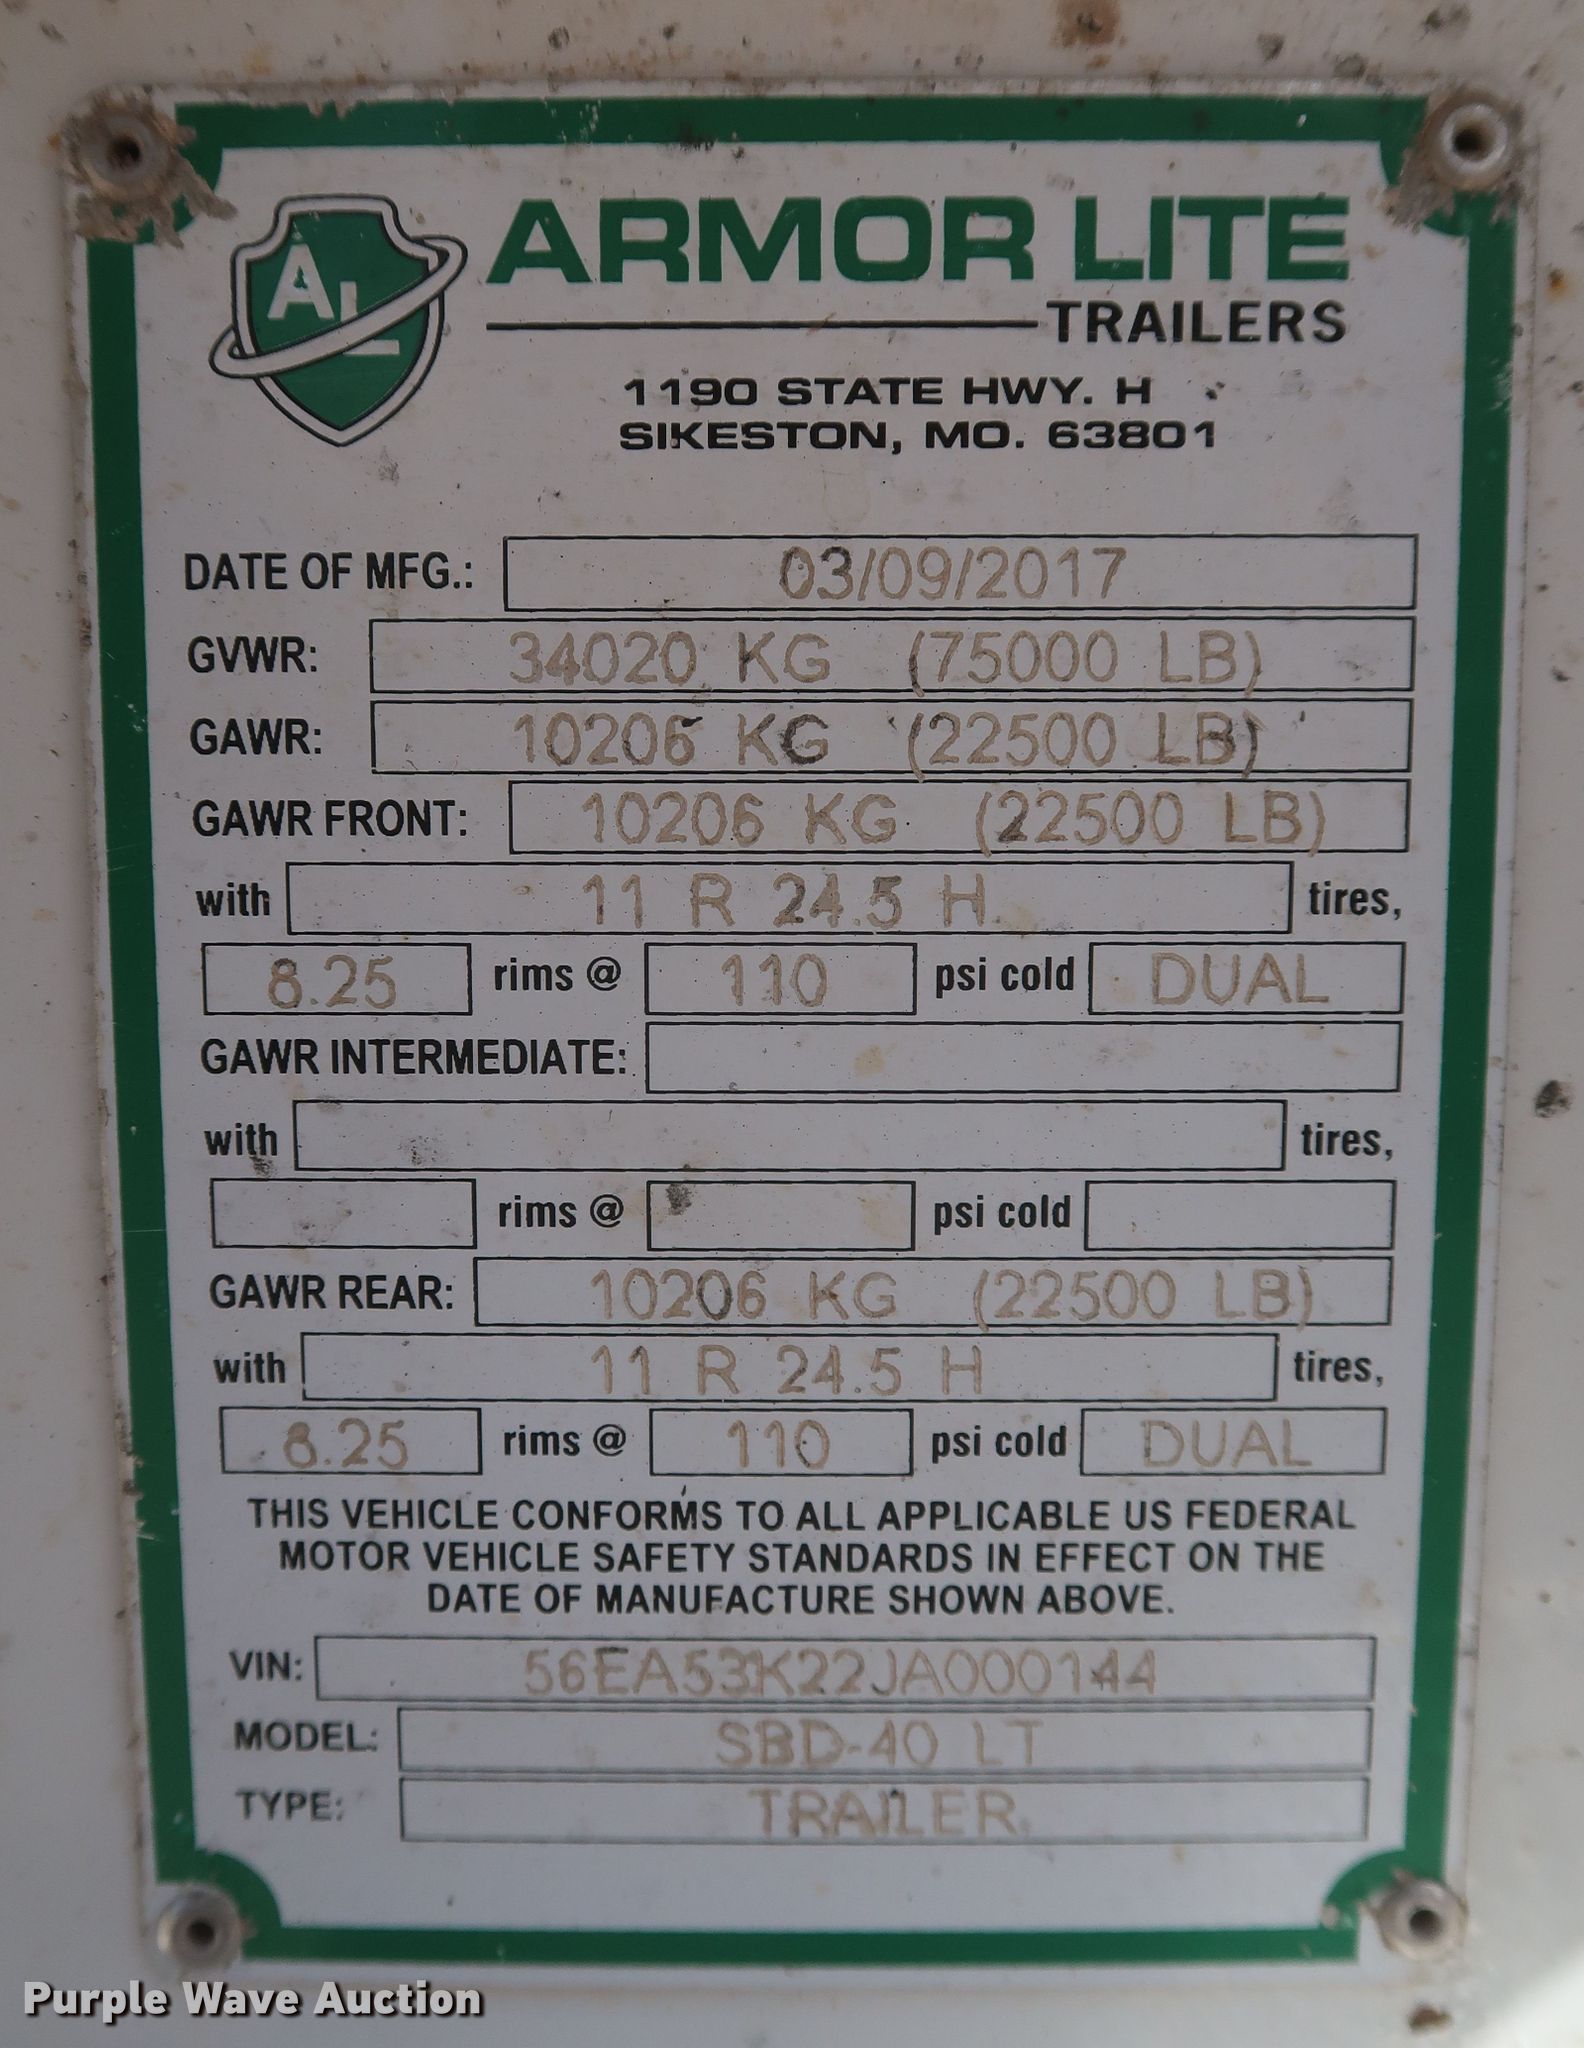 AL ARMOR LITE
TRAILERS
1190 STATE HWY. H
SIKESTON, MO. 63801
DATE OF MFG.: 03/09/2017
GVWR: 34020 KG (75000 LB)
GAWR: 10206 KG (22500 LB)
GAWR FRONT: 10206 KG (22500 LB)
with 11 R 24.5 H tires,
8.25 rims @ 110 psi cold DUAL
GAWR INTERMEDIATE:
with tires,
rims @ psi cold
GAWR REAR: 10206 KG (22500 LB)
with 11 R 24.5 H tires,
8.25 rims @ 110 psi cold DUAL
THIS VEHICLE CONFORMS TO ALL APPLICABLE US FEDERAL
MOTOR VEHICLE SAFETY STANDARDS IN EFFECT ON THE
DATE OF MANUFACTURE SHOWN ABOVE.
VIN: 56EA53K22JA000144
MODEL: SBD-40 LT
TYPE: TRAILER
Purple Wave Auction